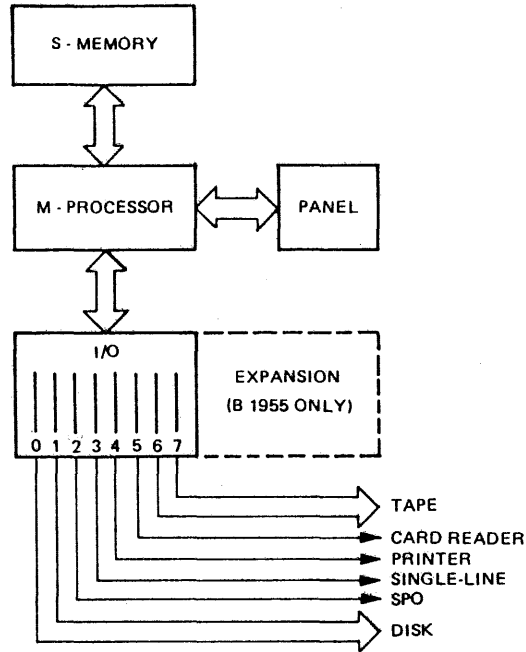 S - MEMORY
M - PROCESSOR
PANEL
I/O
EXPANSION
(B 1955 ONLY)
0 1 2 3 4 5 6 7
TAPE
CARD READER
PRINTER
SINGLE-LINE
SPO
DISK